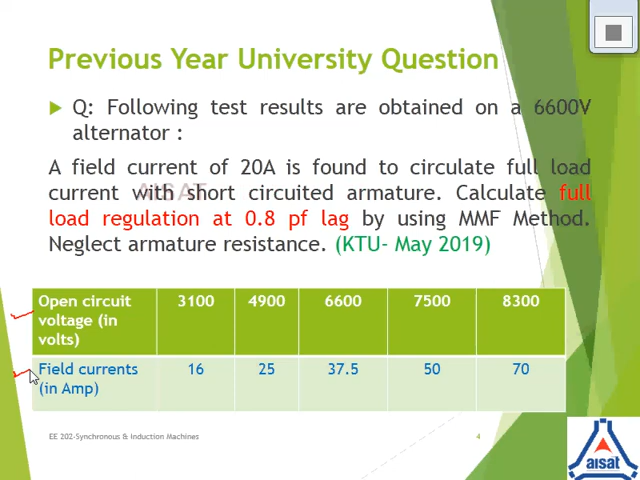 Previous Year University Question
Q: Following test results are obtained on a 6600V
alternator :
A field current of 20A is found to circulate full load
current with short circuited armature. Calculate full
load regulation at 0.8 pf lag by using MMF Method.
Neglect armature resistance. (KTU- May 2019)
AISAT
Open circuit voltage (in volts) 3100 4900 6600 7500 8300
Field currents (in Amp) 16 25 37.5 50 70
EE 202-Synchronous & Induction Machines 4
aısat